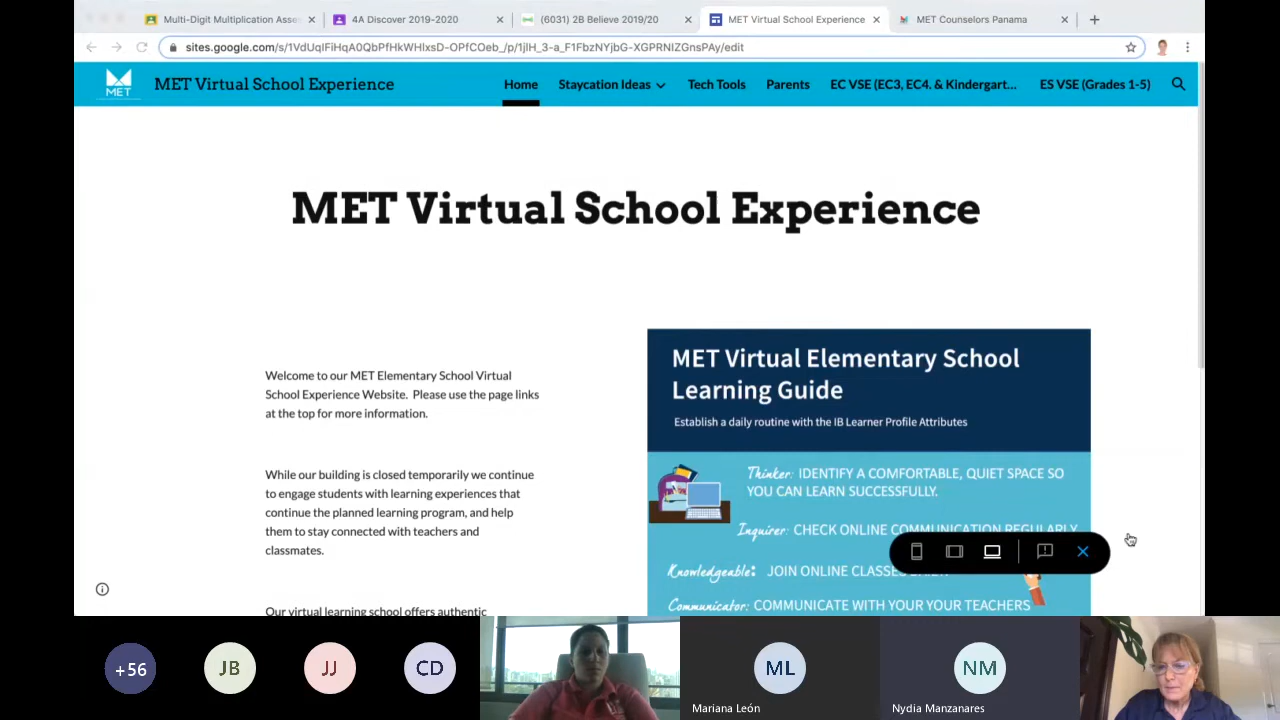 Multi-Digit Multiplication Asse
4A Discover 2019-2020
(6031) 2B Believe 2019/20
MET Virtual School Experience
MET Counselors Panama
sites.google.com/s/1VdUqIFiHqA0QbPfHkWHIxsD-OPfCOeb_/p/1jlH_3-a_F1FbzNYjbG-XGPRNIZGnsPAy/edit
MET
MET Virtual School Experience
Home
Staycation Ideas
Tech Tools
Parents
EC VSE (EC3, EC4. & Kindergart...
ES VSE (Grades 1-5)
MET Virtual School Experience
Welcome to our MET Elementary School Virtual
School Experience Website. Please use the page links
at the top for more information.
While our building is closed temporarily we continue
to engage students with learning experiences that
continue the planned learning program, and help
them to stay connected with teachers and
classmates.
Our virtual learning school offers authentic
MET Virtual Elementary School
Learning Guide
Establish a daily routine with the IB Learner Profile Attributes
Thinker: IDENTIFY A COMFORTABLE, QUIET SPACE SO
YOU CAN LEARN SUCCESSFULLY.
Inquirer: CHECK ONLINE COMMUNICATION REGULARLY
Knowledgeable: JOIN ONLINE CLASSES DAILY
Communicator: COMMUNICATE WITH YOUR YOUR TEACHERS
+56
JB
JJ
CD
ML
Mariana León
NM
Nydia Manzanares